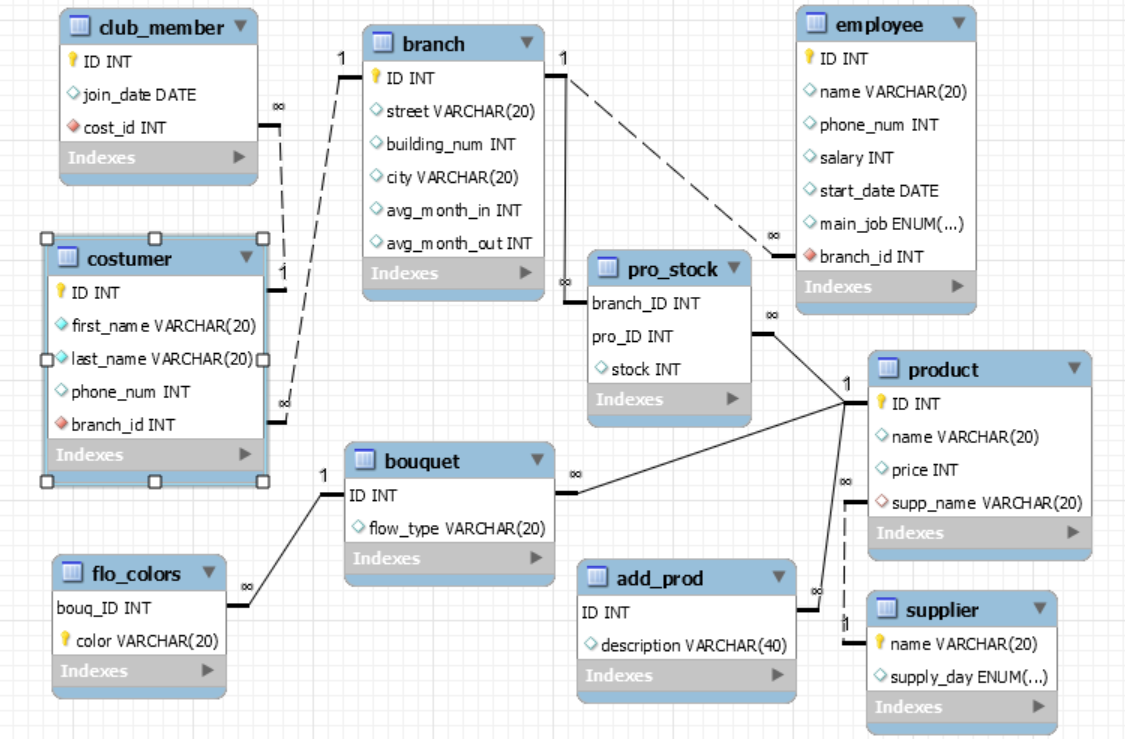 club_member
ID INT
join_date DATE
cost_id INT
Indexes
∞
branch
1
1
ID INT
street VARCHAR(20)
building_num INT
city VARCHAR(20)
avg_month_in INT
avg_month_out INT
Indexes
employee
ID INT
name VARCHAR(20)
phone_num INT
salary INT
start_date DATE
main_job ENUM(...)
branch_id INT
Indexes
∞
costumer
1
ID INT
first_name VARCHAR(20)
last_name VARCHAR(20)
phone_num INT
branch_id INT
Indexes
∞
pro_stock
∞
branch_ID INT
pro_ID INT
stock INT
Indexes
∞
product
1
ID INT
name VARCHAR(20)
price INT
supp_name VARCHAR(20)
Indexes
∞
bouquet
1
ID INT
flow_type VARCHAR(20)
Indexes
∞
flo_colors
bouq_ID INT
color VARCHAR(20)
Indexes
∞
add_prod
ID INT
description VARCHAR(40)
Indexes
∞
supplier
1
name VARCHAR(20)
supply_day ENUM(...)
Indexes